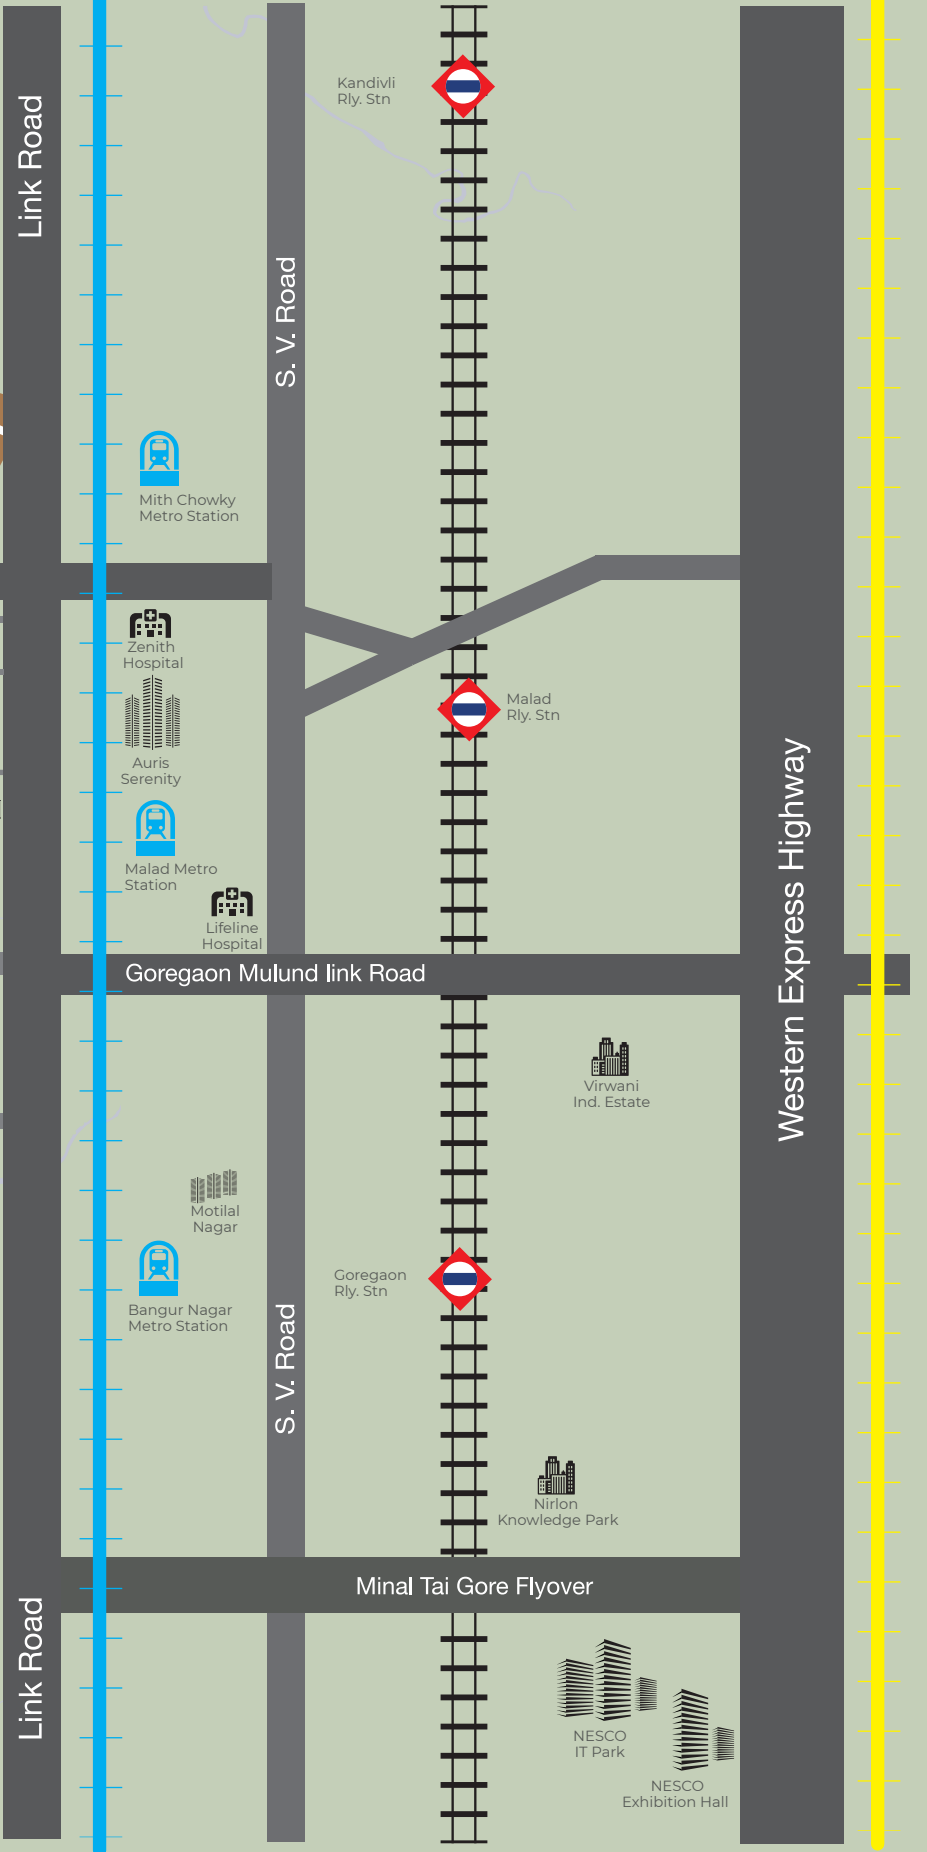 Link Road
Kandivli
Rly. Stn
S. V. Road
Mith Chowky
Metro Station
Zenith
Hospital
Malad
Rly. Stn
Auris
Serenity
Western Express Highway
Malad Metro
Station
Lifeline
Hospital
Goregaon Mulund link Road
Virwani
Ind. Estate
Motilal
Nagar
Goregaon
Rly. Stn
Bangur Nagar
Metro Station
S. V. Road
Nirlon
Knowledge Park
Minal Tai Gore Flyover
Link Road
NESCO
IT Park
NESCO
Exhibition Hall